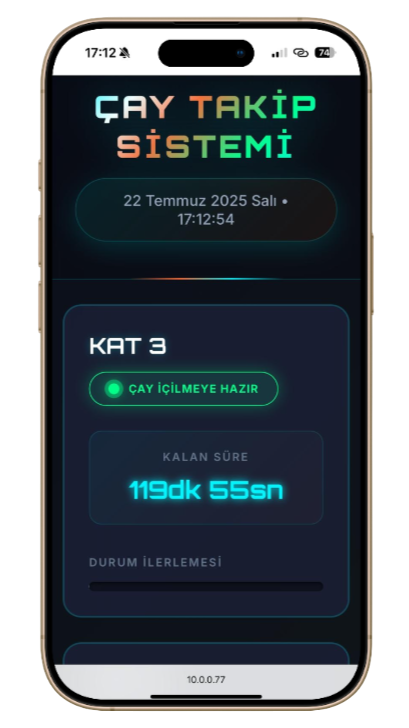 17:12
74
ÇAY TAKİP
SİSTEMİ
22 Temmuz 2025 Salı •
17:12:54
KAT 3
ÇAY İÇİLMEYE HAZIR
KALAN SÜRE
119dk 55sn
DURUM İLERLEMESİ
10.0.0.77